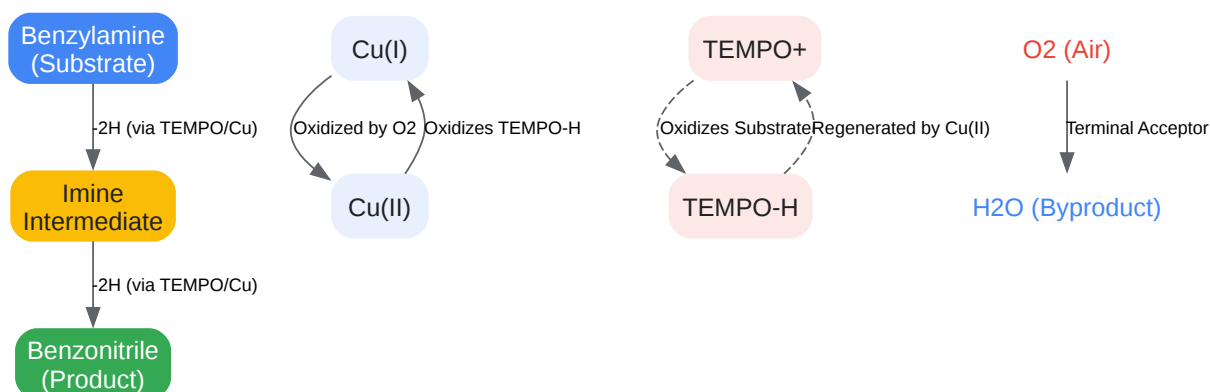 Benzylamine
(Substrate)
-2H (via TEMPO/Cu)
Imine
Intermediate
-2H (via TEMPO/Cu)
Benzonitrile
(Product)
Cu(I)
Oxidized by O2
Oxidizes TEMPO-H
Cu(II)
TEMPO+
Oxidizes Substrate
Regenerated by Cu(II)
TEMPO-H
O2 (Air)
Terminal Acceptor
H2O (Byproduct)